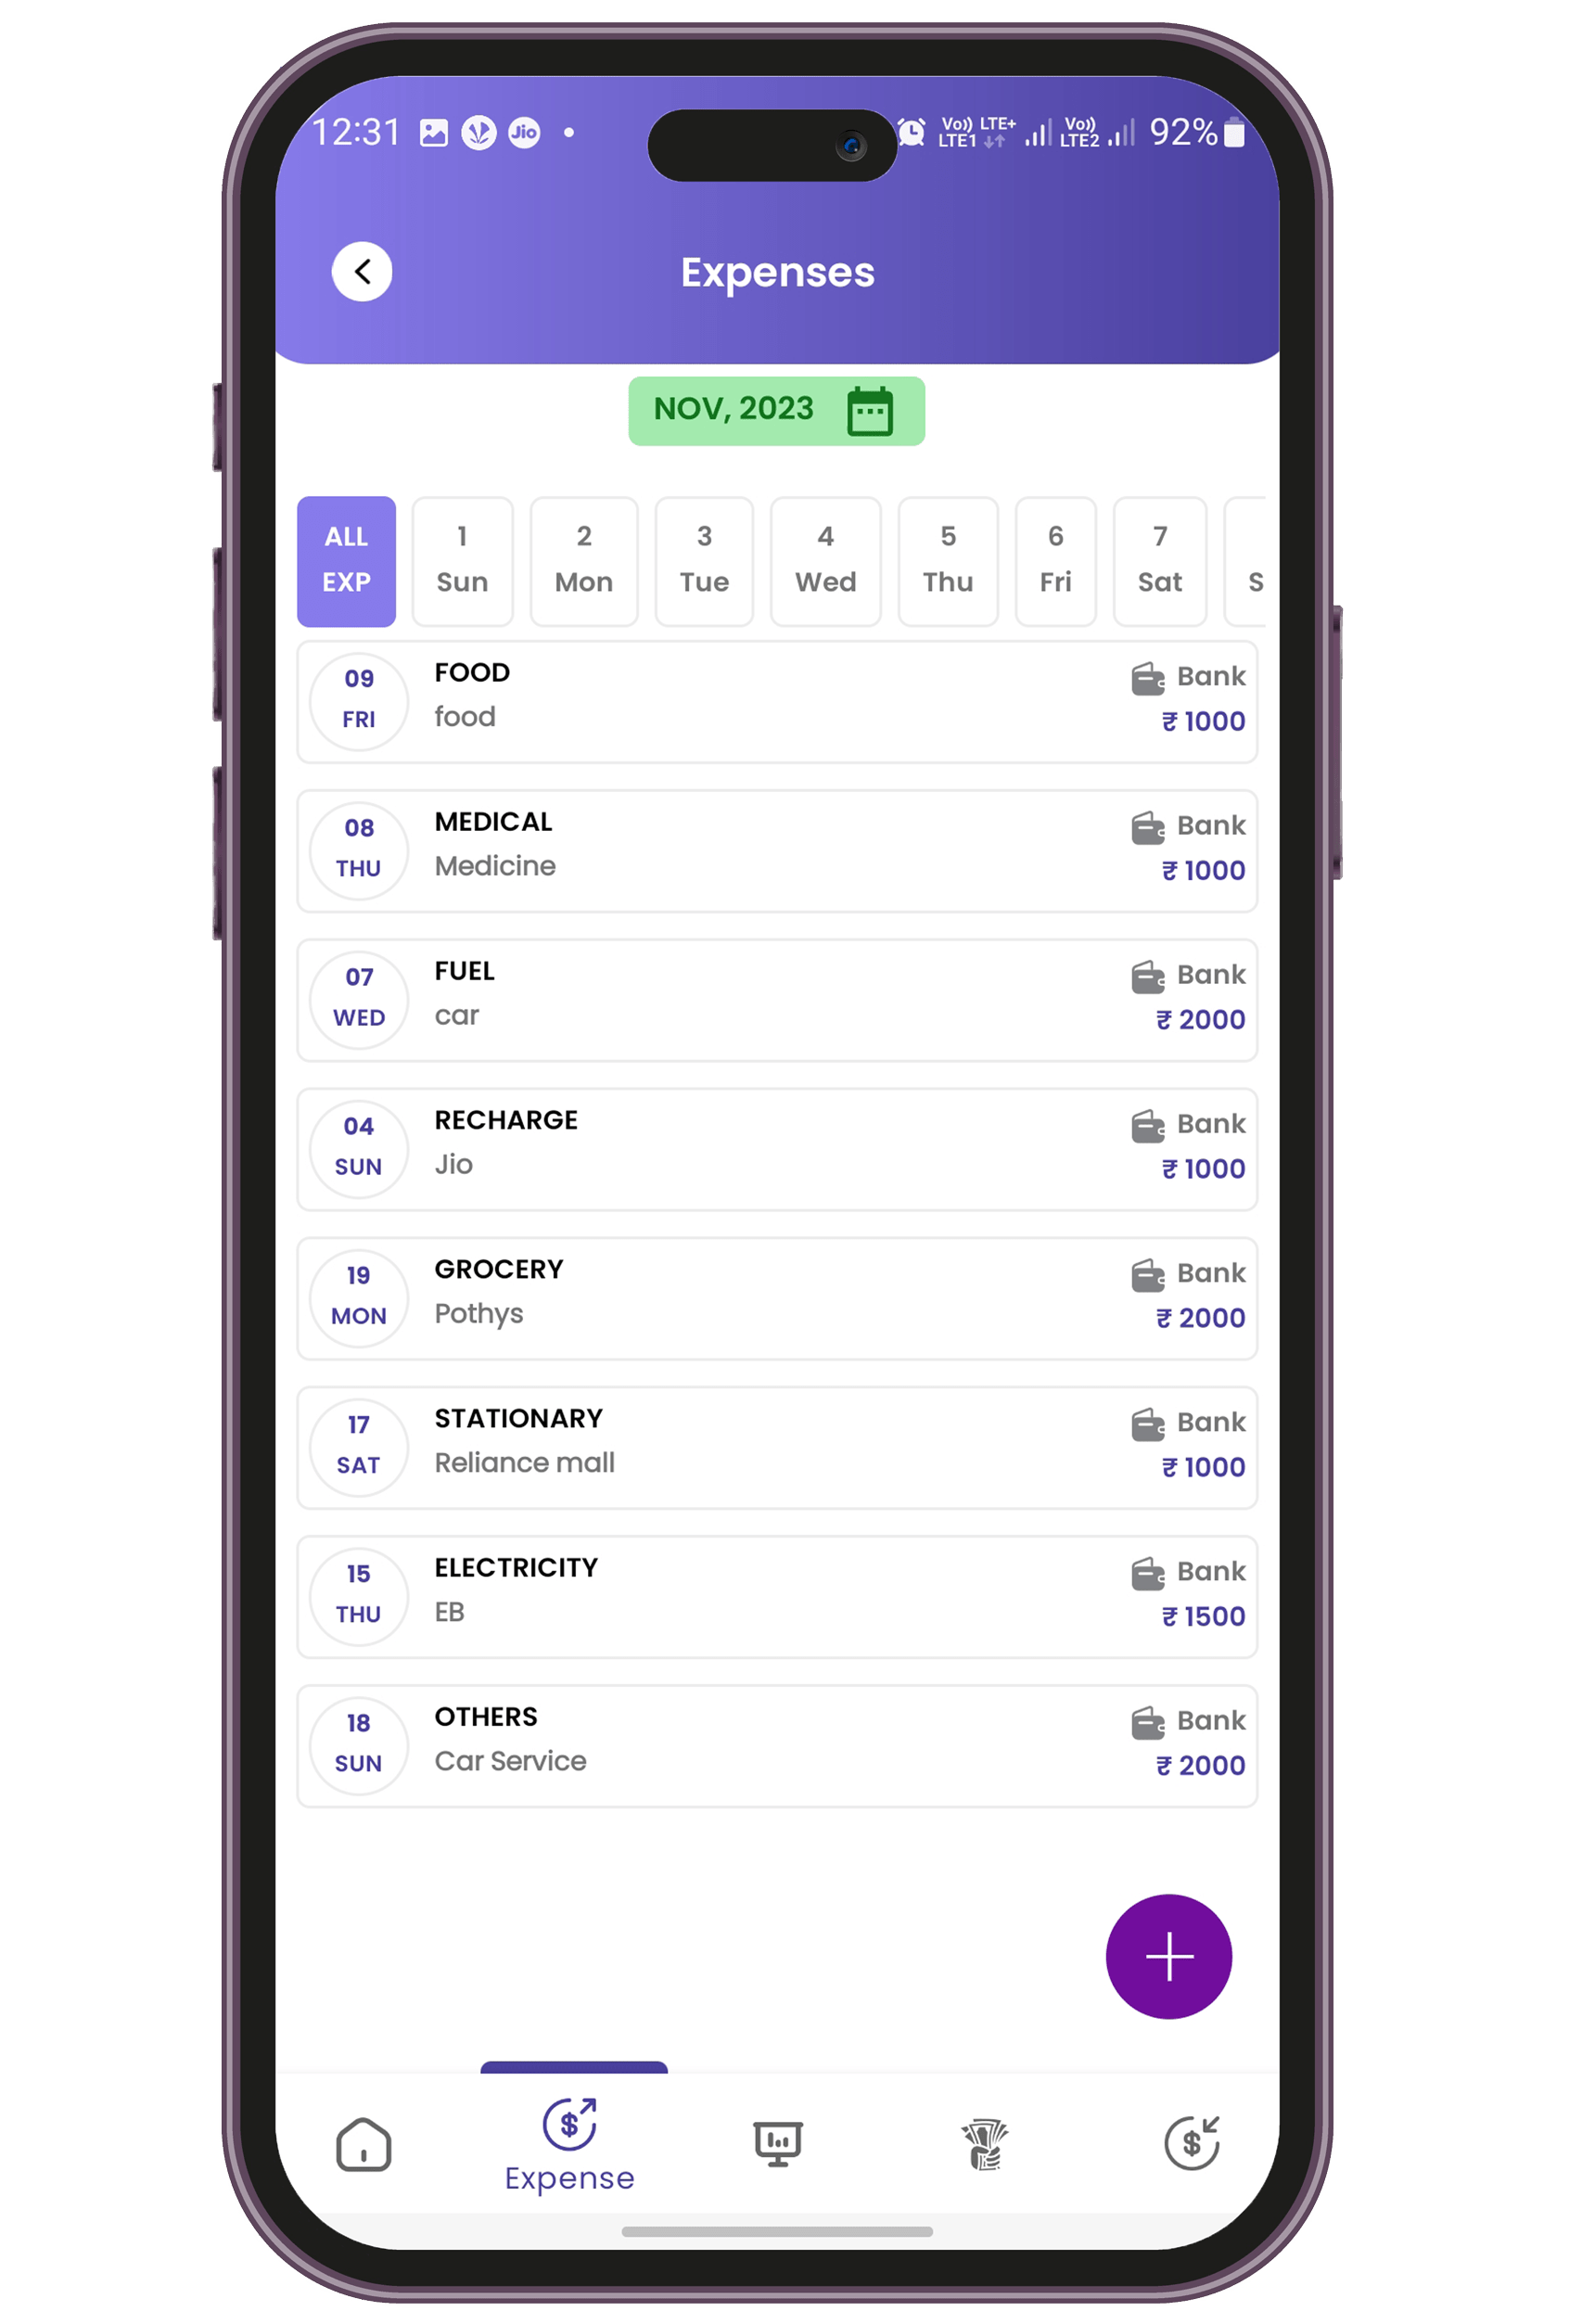 12:31 Jio Vo)) LTE1 LTE+ Vo)) LTE2 92%
Expenses
NOV, 2023
ALL EXP
1 Sun
2 Mon
3 Tue
4 Wed
5 Thu
6 Fri
7 Sat
S
09 FRI
FOOD
food
Bank
₹ 1000
08 THU
MEDICAL
Medicine
Bank
₹ 1000
07 WED
FUEL
car
Bank
₹ 2000
04 SUN
RECHARGE
Jio
Bank
₹ 1000
19 MON
GROCERY
Pothys
Bank
₹ 2000
17 SAT
STATIONARY
Reliance mall
Bank
₹ 1000
15 THU
ELECTRICITY
EB
Bank
₹ 1500
18 SUN
OTHERS
Car Service
Bank
₹ 2000
Expense